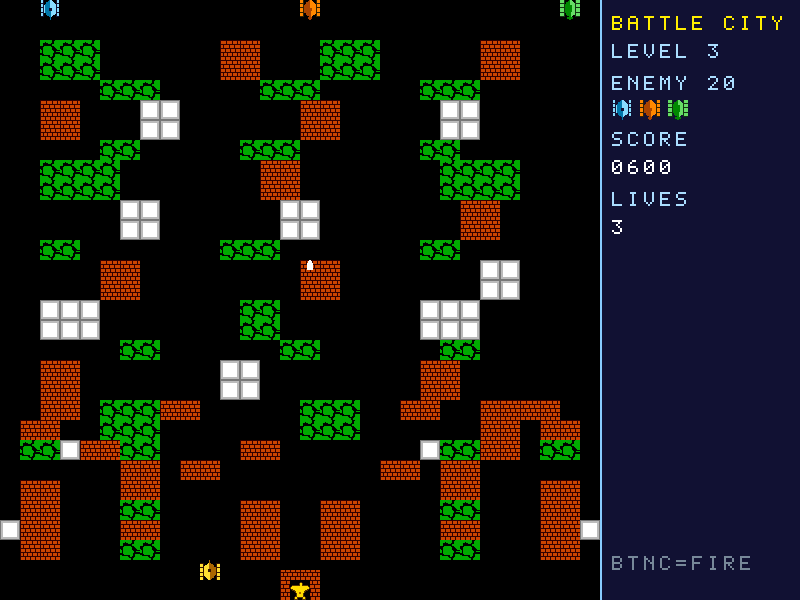 BATTLE CITY
LEVEL 3
ENEMY 20
SCORE
0600
LIVES
3
BTNC=FIRE